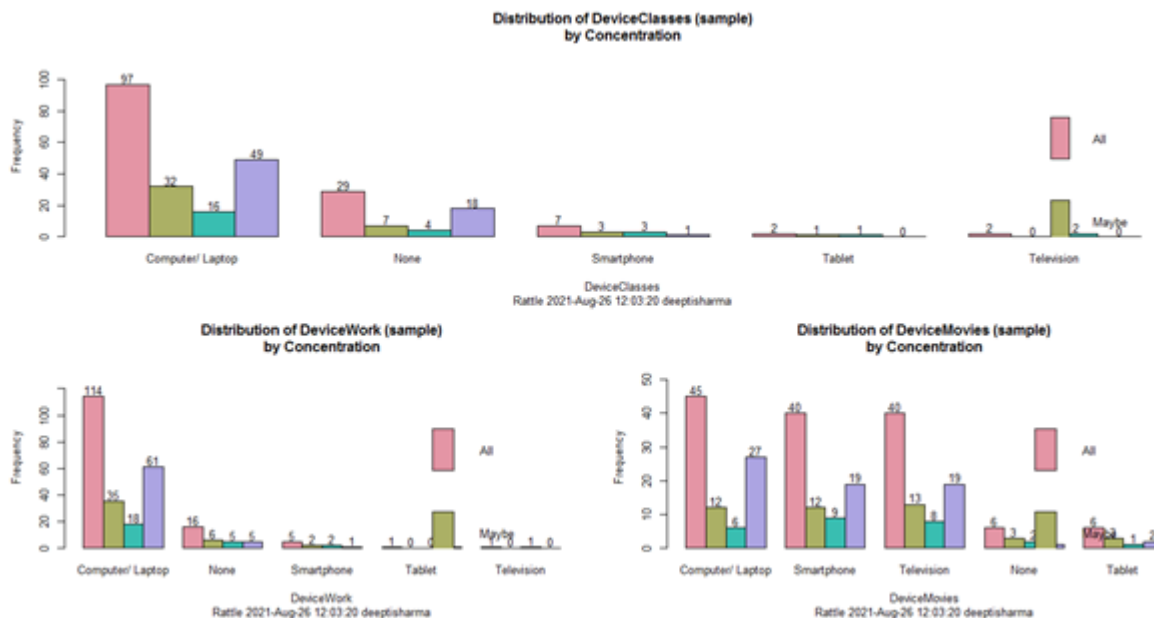 Distribution of DeviceClasses (sample)
by Concentration
Frequency
0 20 40 60 80 100
97 32 16 49
29 7 4 18
7 3 3 1
2 1 1 0
2 0 2 0
All
Maybe
Computer/ Laptop None Smartphone Tablet Television
DeviceClasses
Rattle 2021-Aug-26 12:03:20 deeptisharma
Distribution of DeviceWork (sample)
by Concentration
Frequency
0 20 40 60 80 100
114 35 18 61
16 6 5 5
5 2 2 1
1 0 0
0 1 0
All
Maybe
Computer/ Laptop None Smartphone Tablet Television
DeviceWork
Rattle 2021-Aug-26 12:03:20 deeptisharma
Distribution of DeviceMovies (sample)
by Concentration
Frequency
0 10 20 30 40 50
45 12 6 27
40 12 9 19
40 13 8 19
6 3 2
6 3 1 2
All
Maybe
Computer/ Laptop Smartphone Television None Tablet
DeviceMovies
Rattle 2021-Aug-26 12:03:20 deeptisharma